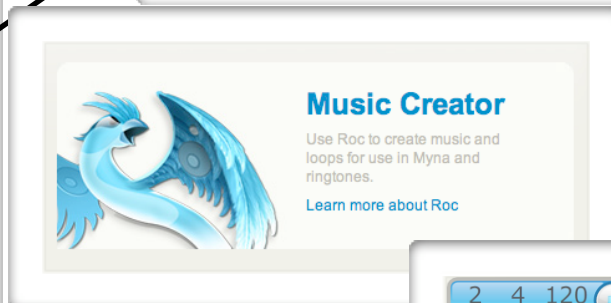 Music Creator
Use Roc to create music and
loops for use in Myna and
ringtones.
Learn more about Roc
2 4 120